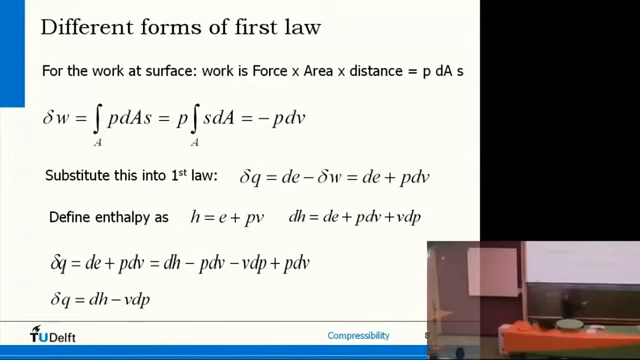 Different forms of first law
For the work at surface: work is Force x Area x distance = p dA s
δw = ∫_A pdAs = p ∫_A sdA = −pdv
Substitute this into 1st law: δq = de − δw = de + pdv
Define enthalpy as h = e + pv dh = de + pdv + vdp
δq = de + pdv = dh − pdv − vdp + pdv
δq = dh − vdp
TUDelft Compressibility 8